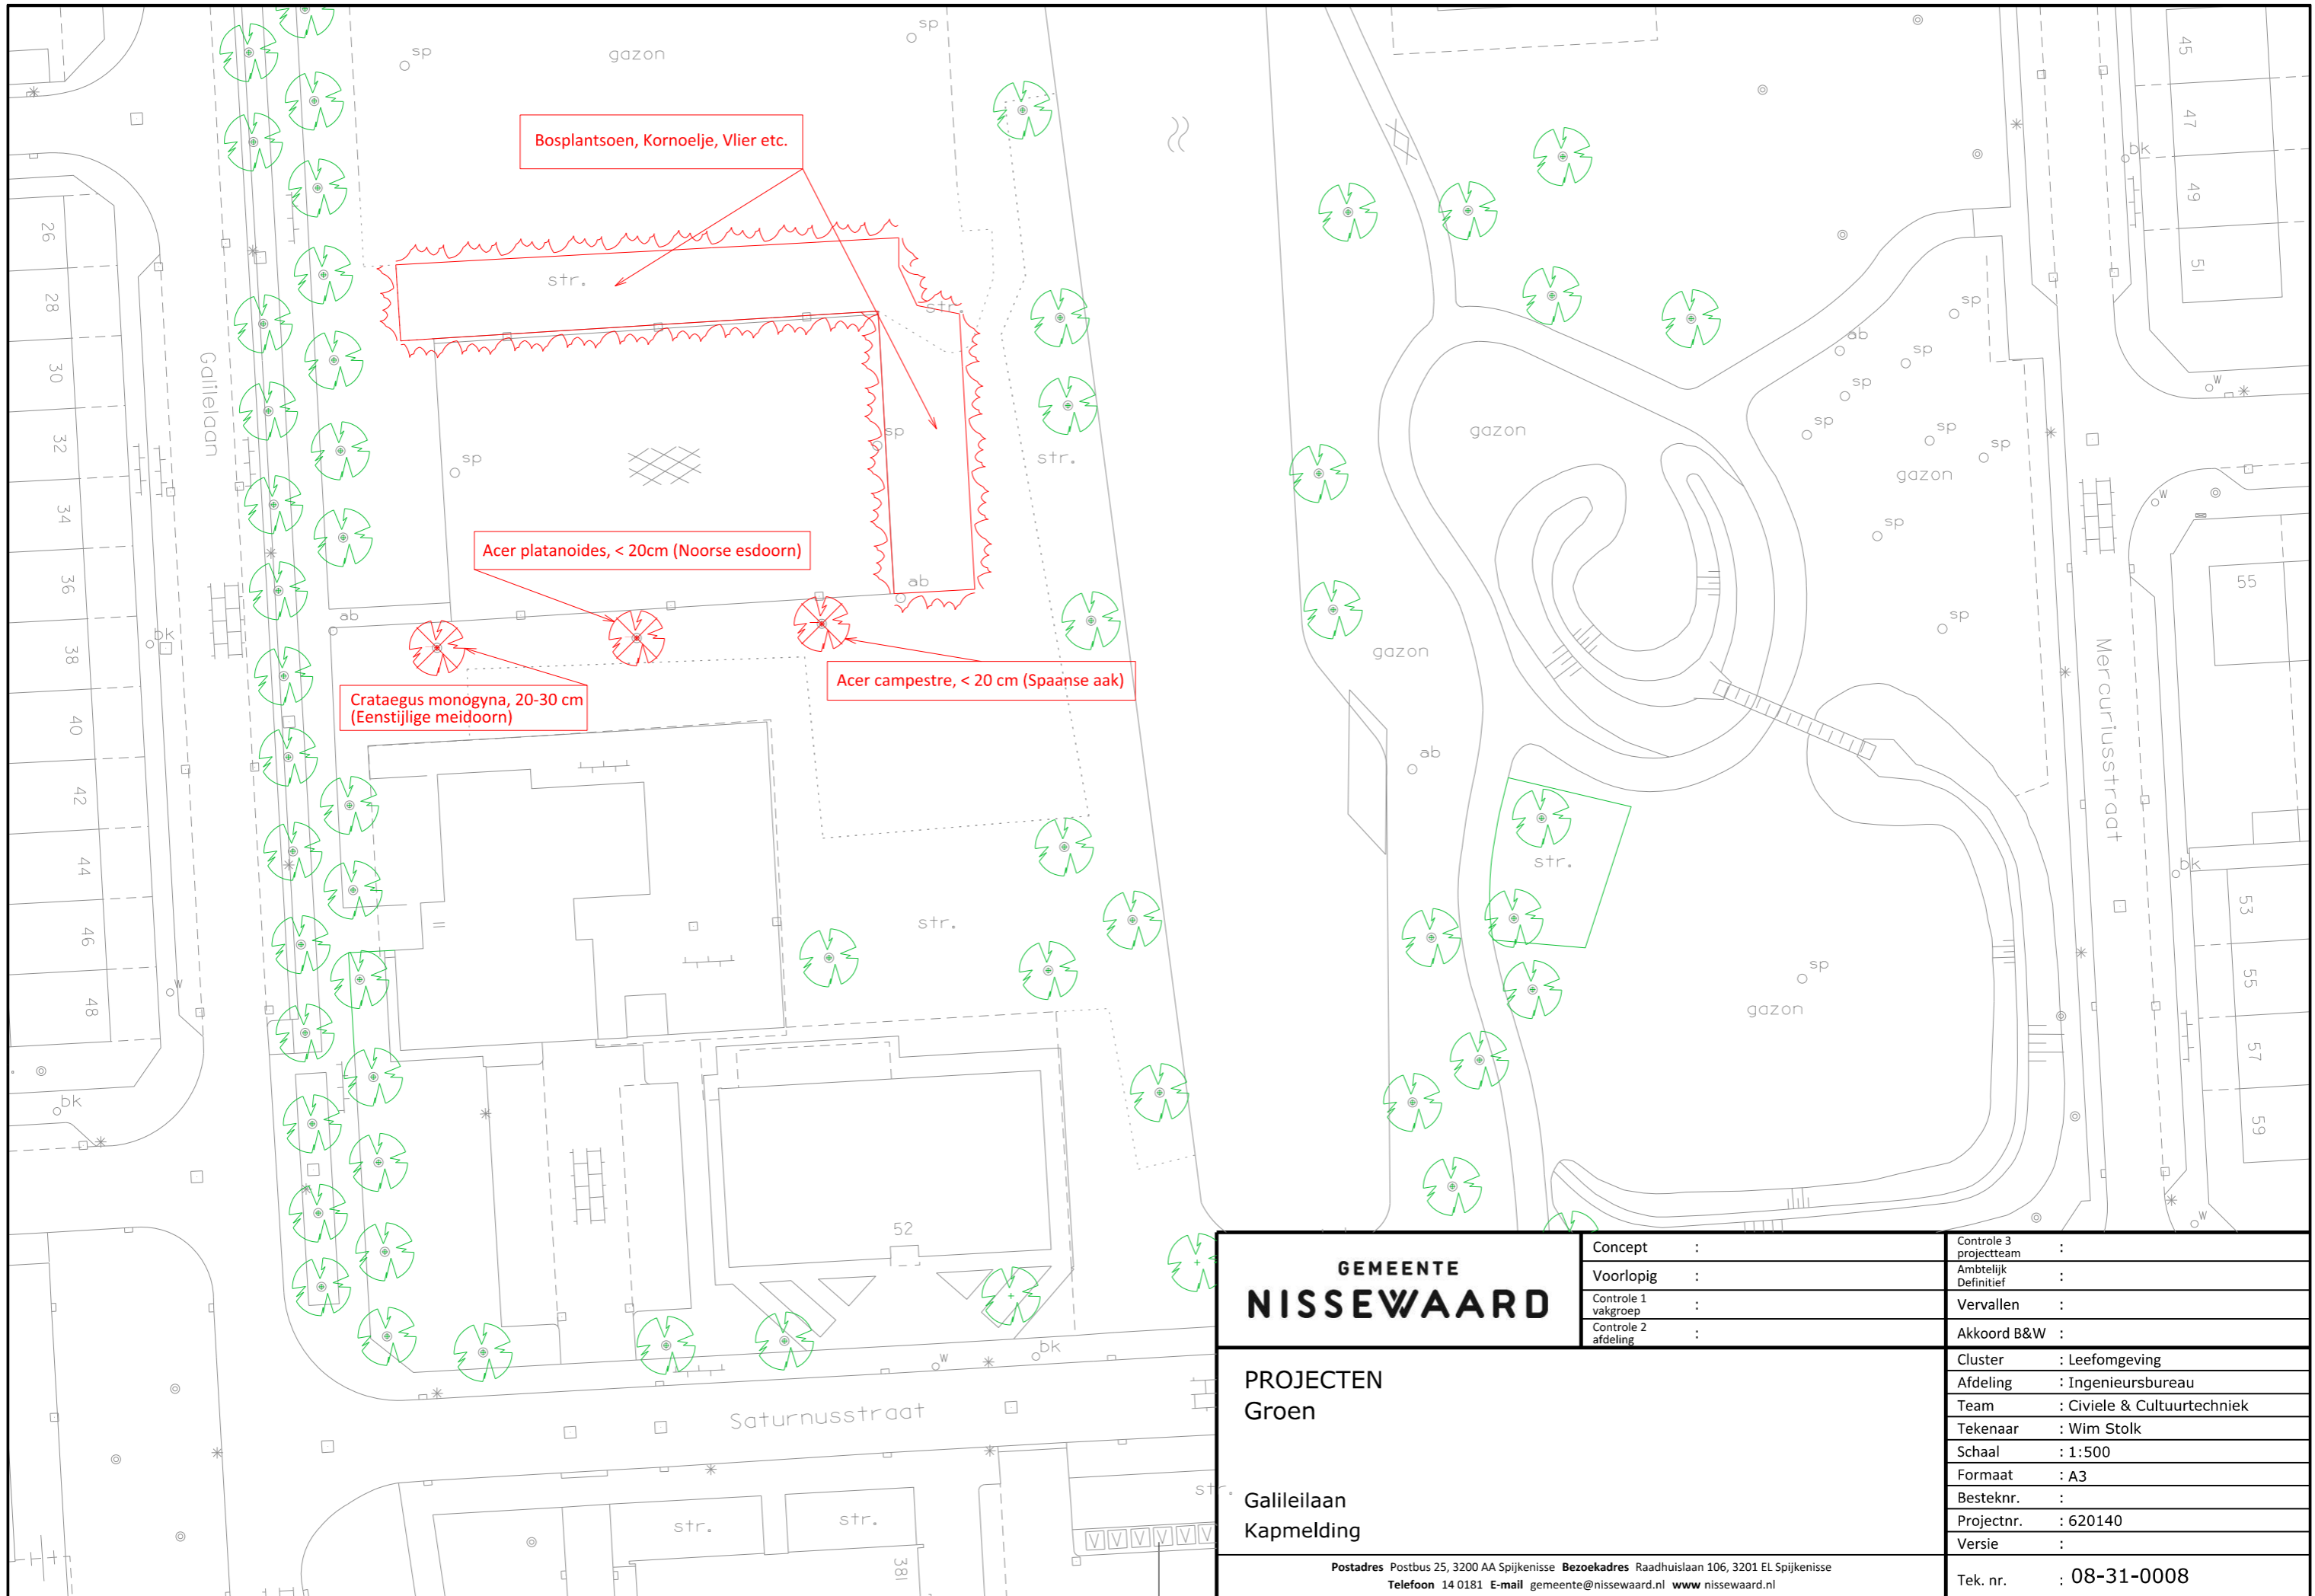 sp
gazon
sp
Bosplantsoen, Kornoelje, Vlier etc.
str.
str.
Galileïlaan
sp
sp
str.
Acer platanoides, < 20cm (Noorse esdoorn)
ab
ab
bk
Crataegus monogyna, 20-30 cm
(Eenstijlige meidoorn)
Acer campestre, < 20 cm (Spaanse aak)
26
28
30
32
34
36
38
40
42
44
46
48
w
bk
str.
52
w
bk
Saturnusstraat
str.
str.
str.
381
V V V V V V
45
47
bk
49
51
sp
ab
sp
sp
sp
sp
sp
gazon
gazon
sp
sp
w
w
55
gazon
ab
Mercuriusstraat
str.
sp
gazon
bk
53
55
57
59
w
GEMEENTE
NISSEWAARD
Concept :
Voorlopig :
Controle 1
vakgroep :
Controle 2
afdeling :
Controle 3
projectteam :
Ambtelijk
Definitief :
Vervallen :
Akkoord B&W :
PROJECTEN
Groen
Galileilaan
Kapmelding
Cluster : Leefomgeving
Afdeling : Ingenieursbureau
Team : Civiele & Cultuurtechniek
Tekenaar : Wim Stolk
Schaal : 1:500
Formaat : A3
Besteknr. :
Projectnr. : 620140
Versie :
Tek. nr. : 08-31-0008
Postadres Postbus 25, 3200 AA Spijkenisse Bezoekadres Raadhuislaan 106, 3201 EL Spijkenisse
Telefoon 14 0181 E-mail gemeente@nissewaard.nl www nissewaard.nl